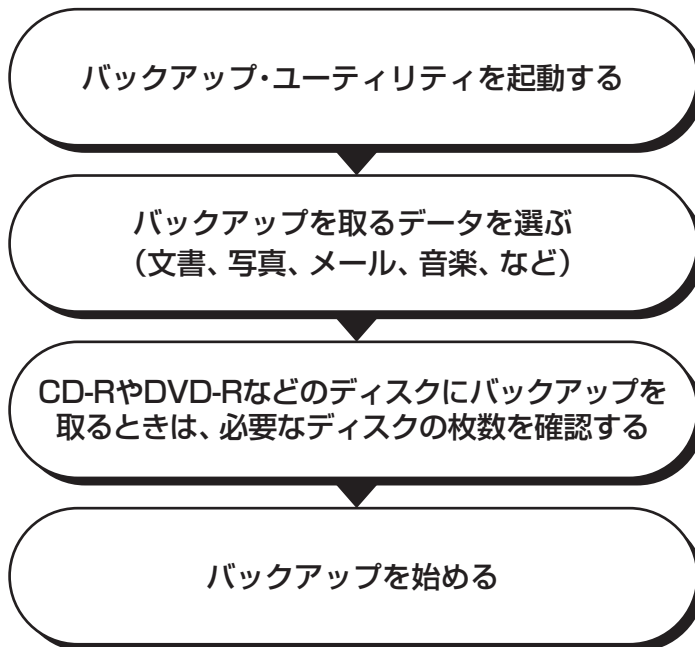 バックアップ・ユーティリティを起動する
バックアップを取るデータを選ぶ
（文書、写真、メール、音楽、など）
CD-RやDVD-Rなどのディスクにバックアップを
取るときは、必要なディスクの枚数を確認する
バックアップを始める